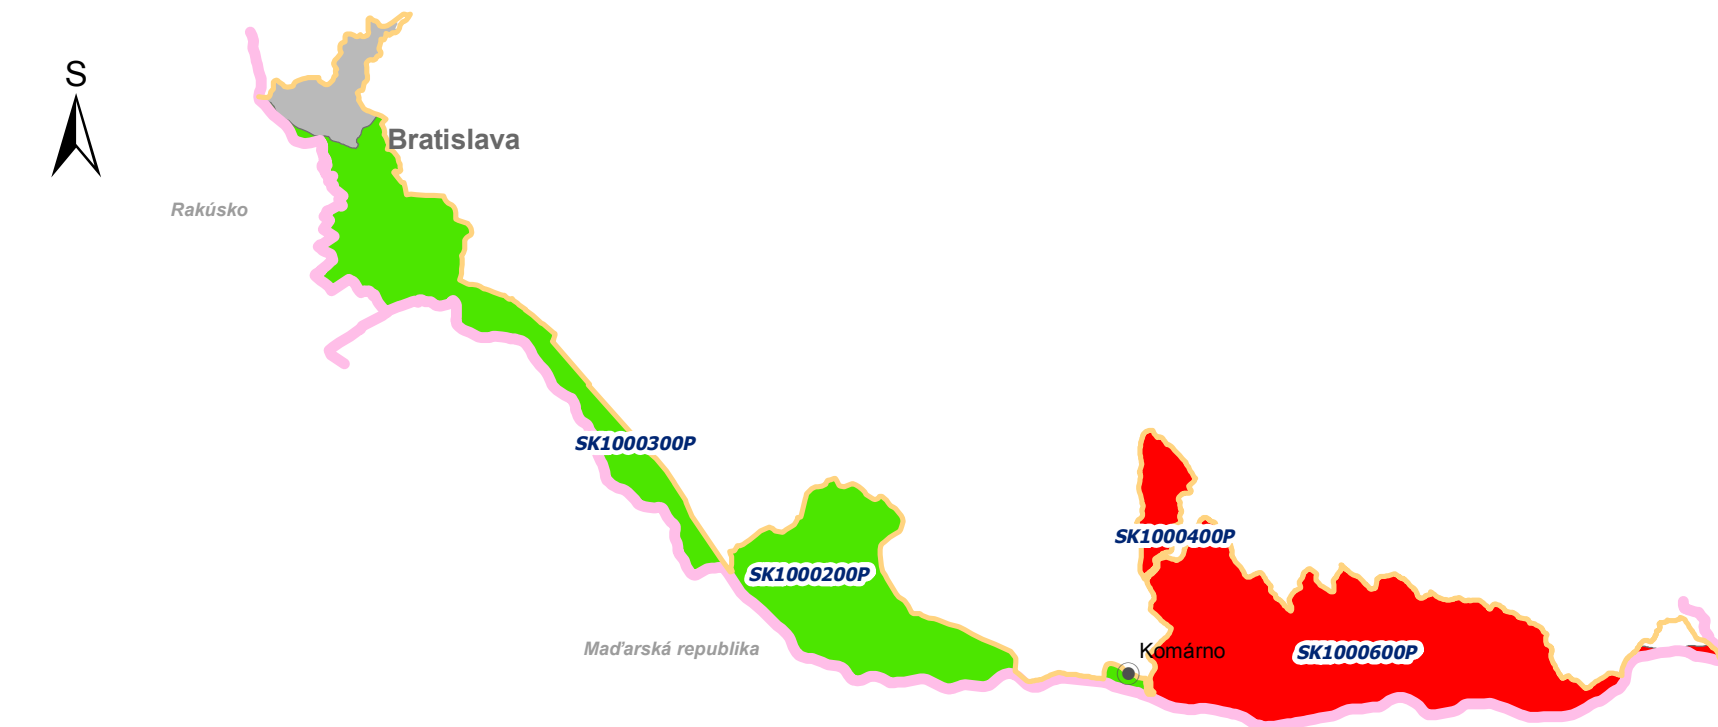 S
Bratislava
Rakúsko
SK1000300P
SK1000400P
SK1000200P
Maďarská republika
Komárno
SK1000600P